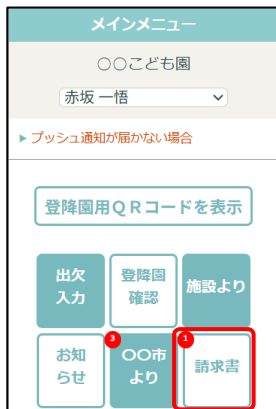 メインメニュー
○○こども園
赤坂 一悟
▶ プッシュ通知が届かない場合
登降園用QRコードを表示
出欠
入力
登降園
確認
施設より
お知
らせ
3
○○市
より
1
請求書